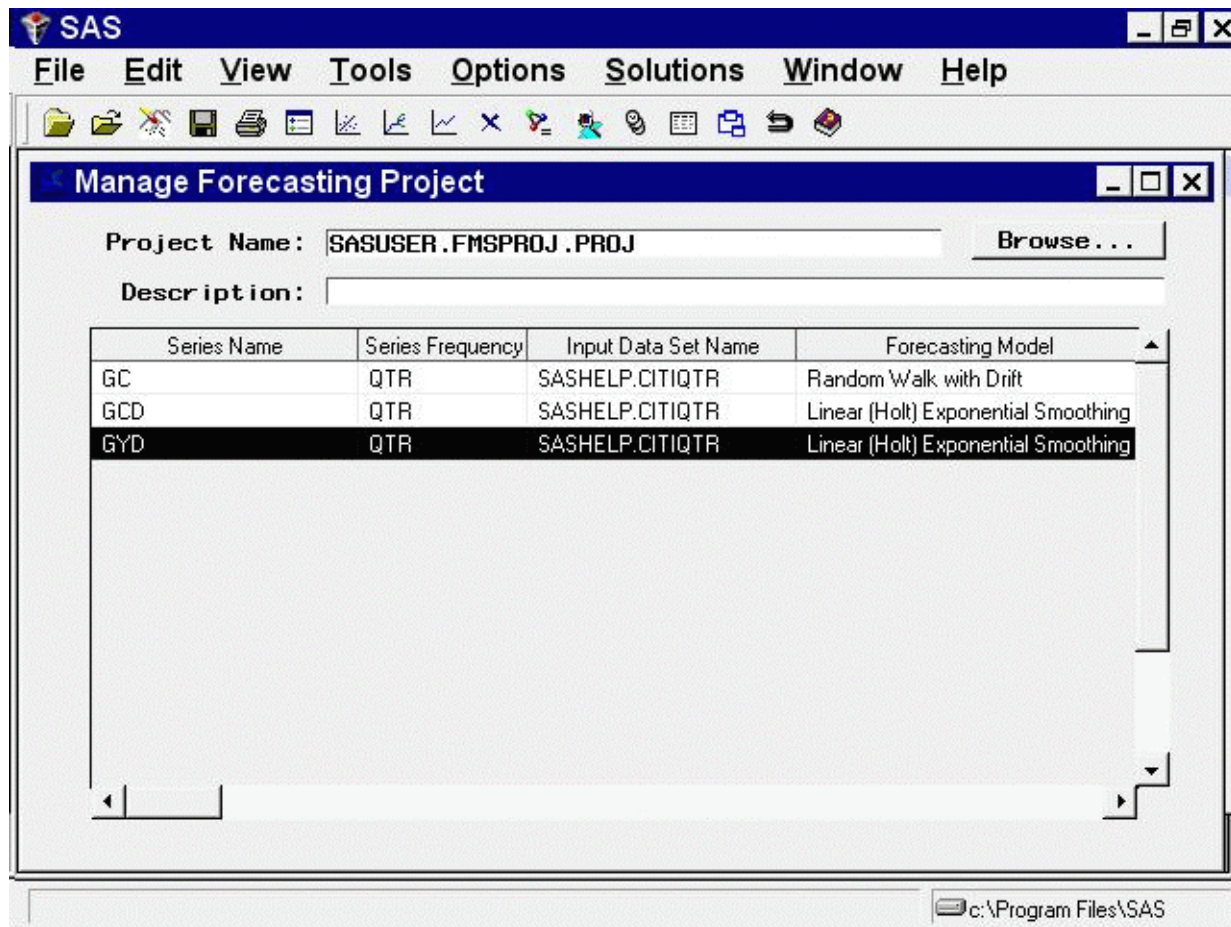 SAS
File Edit View Tools Options Solutions Window Help
Manage Forecasting Project
Project Name: SASUSER.FMSPROJ.PROJ Browse...
Description:
Series Name Series Frequency Input Data Set Name Forecasting Model
GC QTR SASHELP.CITIQTR Random Walk with Drift
GCD QTR SASHELP.CITIQTR Linear (Holt) Exponential Smoothing
GYD QTR SASHELP.CITIQTR Linear (Holt) Exponential Smoothing
c:\Program Files\SAS